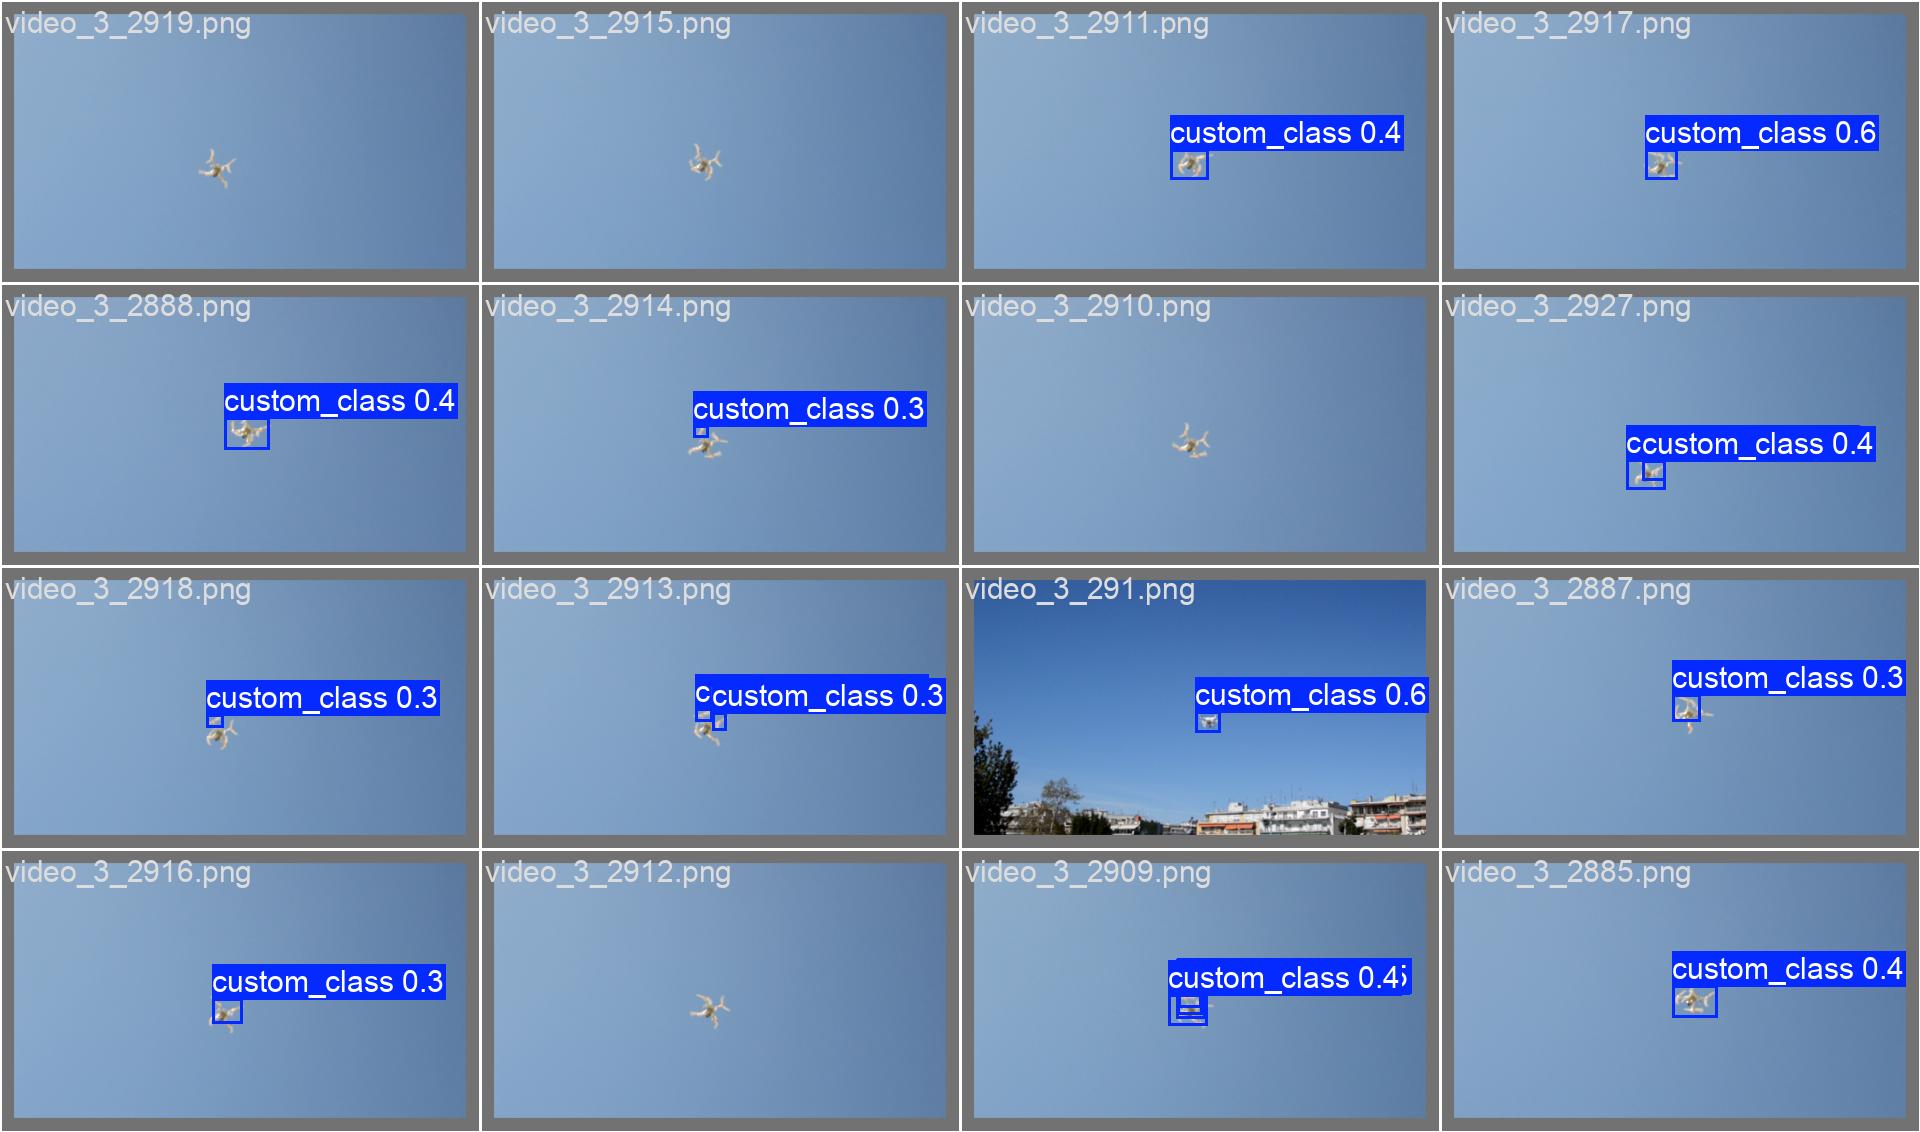 video_3_2919.png
video_3_2915.png
video_3_2911.png
custom_class 0.4
video_3_2917.png
custom_class 0.6
video_3_2888.png
custom_class 0.4
video_3_2914.png
custom_class 0.3
video_3_2910.png
video_3_2927.png
c
custom_class 0.4
video_3_2918.png
custom_class 0.3
video_3_2913.png
c
custom_class 0.3
video_3_291.png
custom_class 0.6
video_3_2887.png
custom_class 0.3
video_3_2916.png
custom_class 0.3
video_3_2912.png
video_3_2909.png
custom_class 0.4
video_3_2885.png
custom_class 0.4